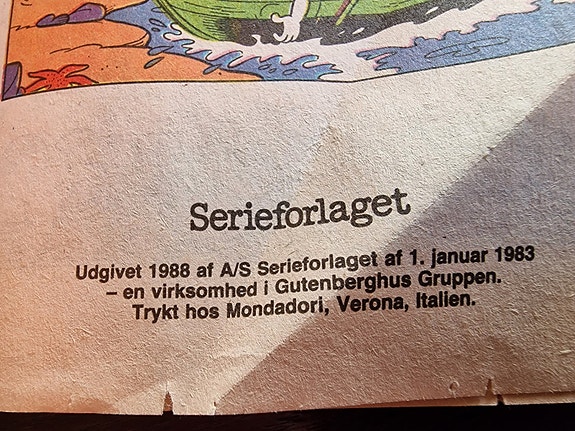 Serieforlaget
Udgivet 1988 af A/S Serieforlaget af 1. januar 1983
– en virksomhed i Gutenberghus Gruppen.
Trykt hos Mondadori, Verona, Italien.